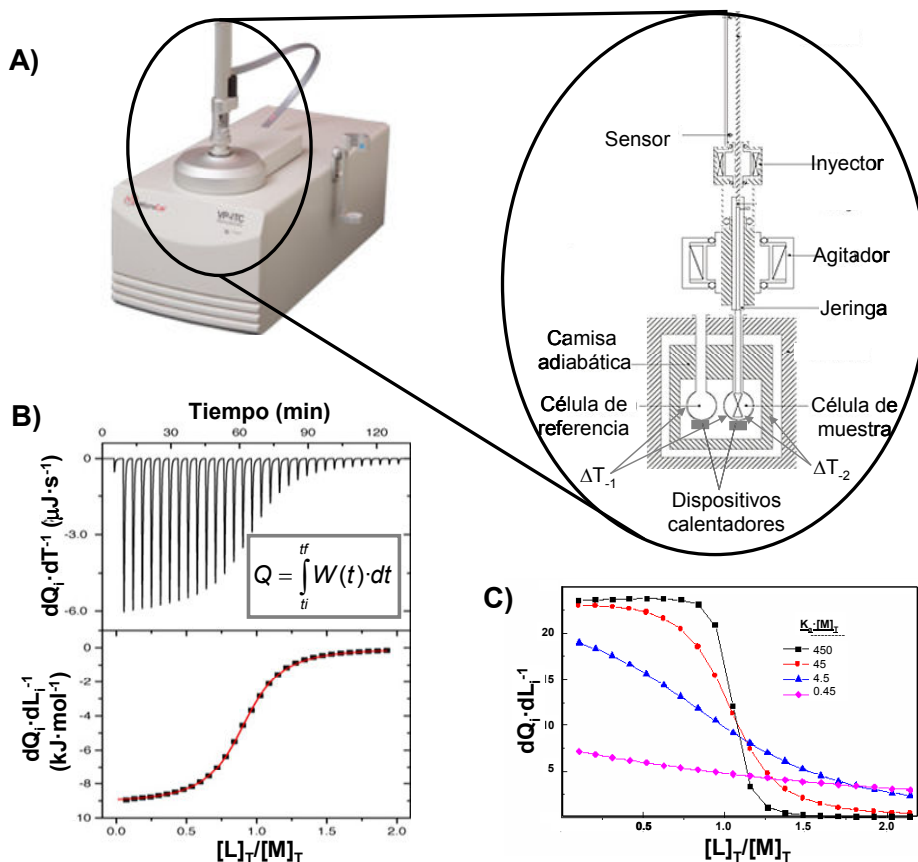 A)
MicroCal
VP-ITC
Sensor
Inyector
Agitador
Jeringa
Camisa
adiabática
Célula de
referencia
Célula de
muestra
ΔT-1
ΔT-2
Dispositivos
calentadores
B)
Tiempo (min)
0 30 60 90 120
0
-3.0
-6.0
dQi·dT-1 (µJ·s-1)
Q = ∫ti tf W(t)·dt
0
-2
-4
-6
-8
10
dQi·dLi-1
(kJ·mol-1)
0.0 0.5 1.0 1.5 2.0
[L]T/[M]T
C)
20
15
10
5
dQi·dLi-1
Ka·[M]T
450
45
4.5
0.45
0.5 1.0 1.5 2.0
[L]T/[M]T